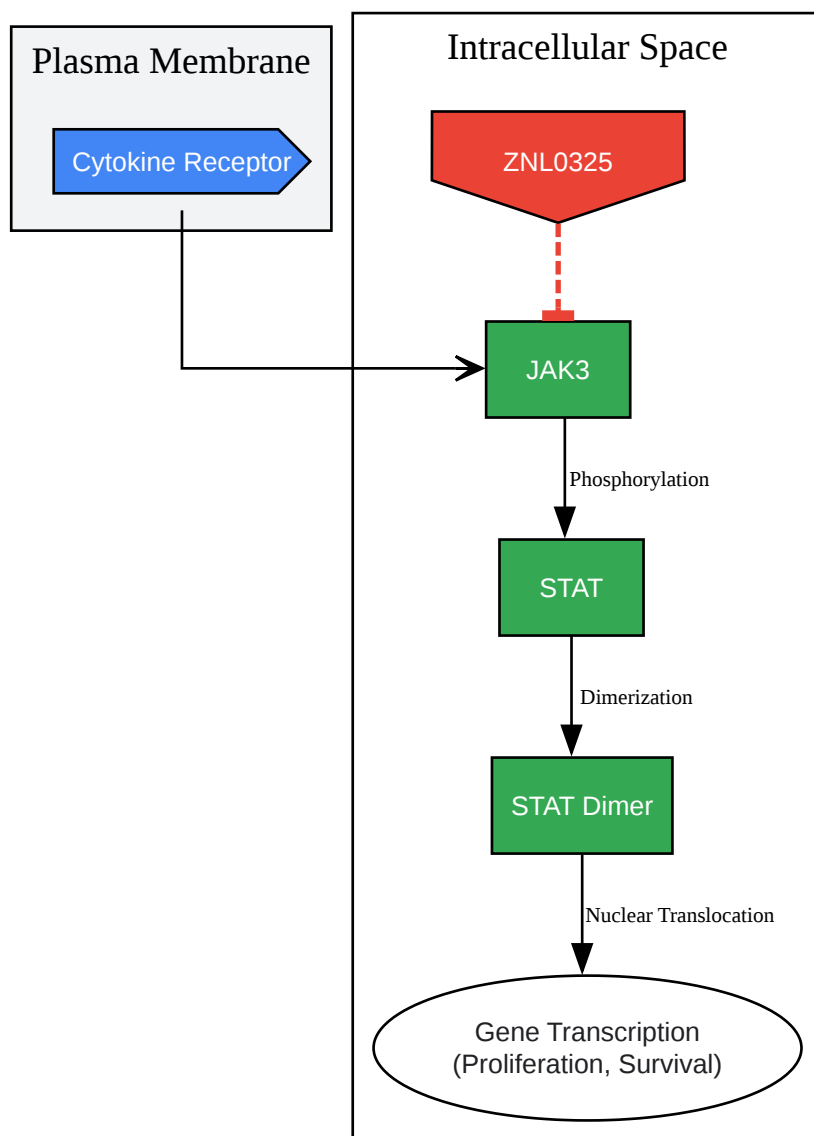 Plasma Membrane
Cytokine Receptor
Intracellular Space
ZNL0325
JAK3
Phosphorylation
STAT
Dimerization
STAT Dimer
Nuclear Translocation
Gene Transcription
(Proliferation, Survival)